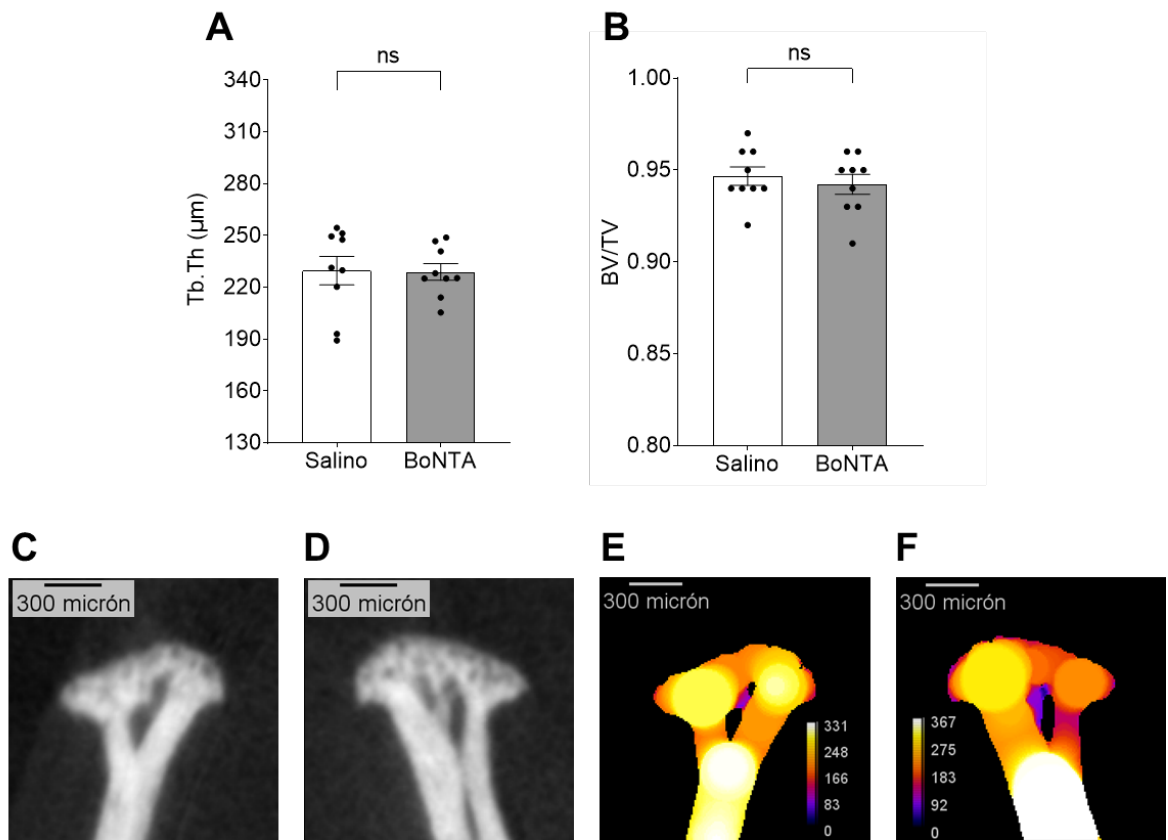 A
B
ns
ns
Tb.Th (µm)
340
310
280
250
220
190
160
130
Salino
BoNTA
BV/TV
1.00
0.95
0.90
0.85
0.80
Salino
BoNTA
C
D
E
F
300 micrón
300 micrón
300 micrón
300 micrón
331
248
166
83
0
367
275
183
92
0